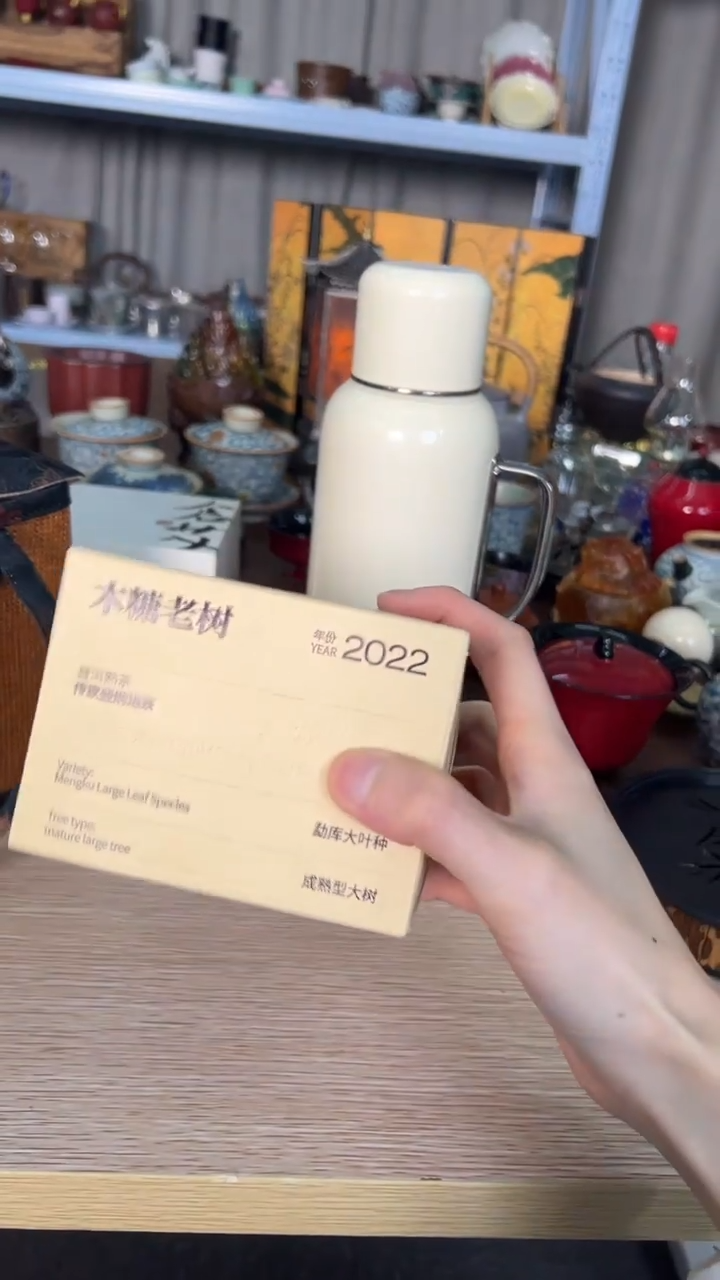 木糖老树
年份
YEAR 2022
普洱熟茶
Variety:
Mengku Large Leaf Species
勐库大叶种
Tree type:
mature large tree
成熟型大树